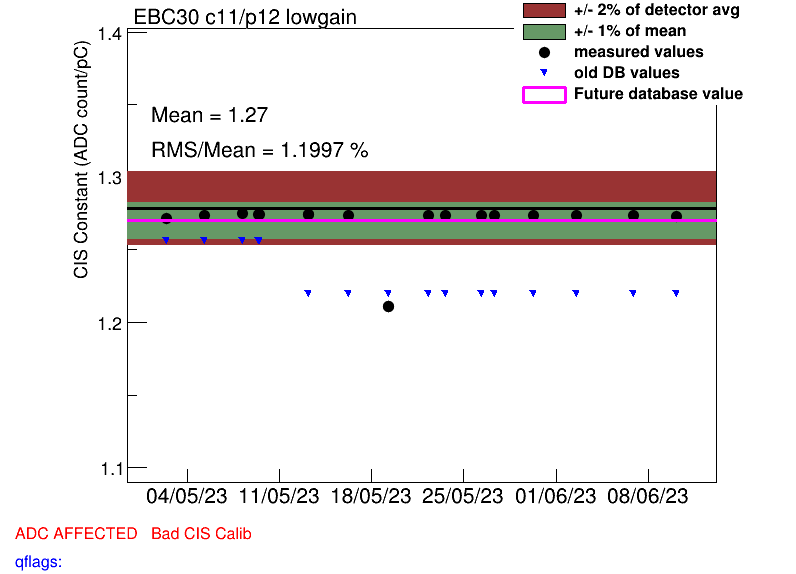 EBC30 c11/p12 lowgain
+/- 2% of detector avg
+/- 1% of mean
measured values
old DB values
Future database value
Mean = 1.27
RMS/Mean = 1.1997 %
CIS Constant (ADC count/pC)
1.4
1.3
1.2
1.1
04/05/23 11/05/23 18/05/23 25/05/23 01/06/23 08/06/23
ADC AFFECTED Bad CIS Calib
qflags: